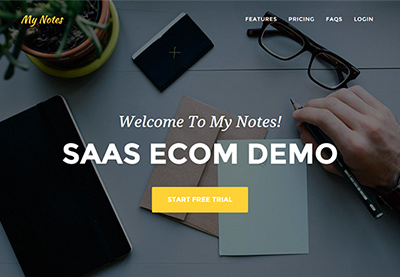 My Notes
FEATURES PRICING FAQS LOGIN
Welcome To My Notes!
SAAS ECOM DEMO
START FREE TRIAL